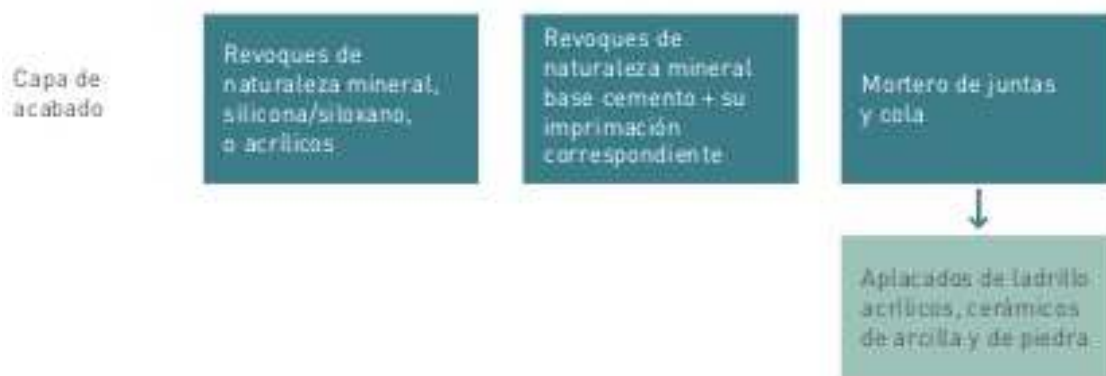 Capa de
acabado
Revoques de
naturaleza mineral,
silicona/siloxano,
o acrílicos
Revoques de
naturaleza mineral
base cemento + su
imprimación
correspondiente
Mortero de juntas
y cola
Aplacados de ladrillo
acrílicos, cerámicos
de arcilla y de piedra